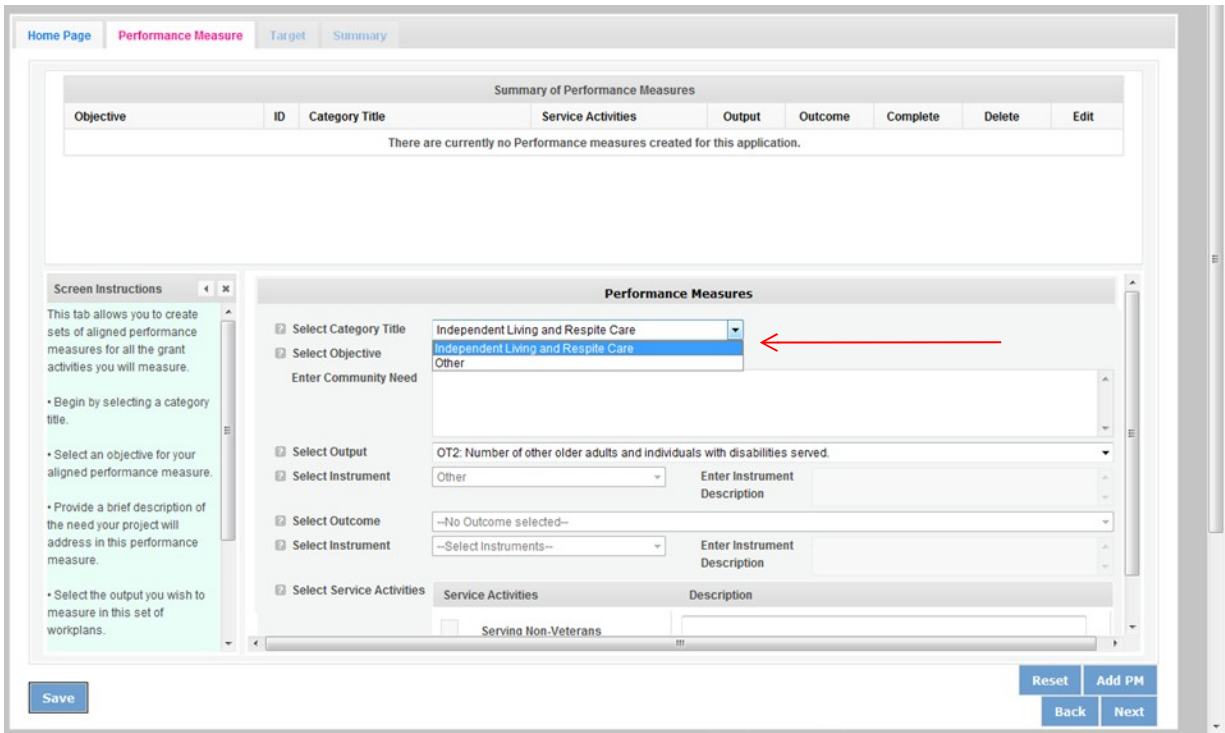 Home Page Performance Measure Target Summary
Summary of Performance Measures
Objective ID Category Title Service Activities Output Outcome Complete Delete Edit
There are currently no Performance measures created for this application.
Screen Instructions
This tab allows you to create
sets of aligned performance
measures for all the grant
activities you will measure.
• Begin by selecting a category
title.
• Select an objective for your
aligned performance measure.
• Provide a brief description of
the need your project will
address in this performance
measure.
• Select the output you wish to
measure in this set of
workplans.
Performance Measures
Select Category Title Independent Living and Respite Care
Independent Living and Respite Care
Select Objective
Other
Enter Community Need
Select Output OT2: Number of other older adults and individuals with disabilities served.
Select Instrument Other Enter Instrument
Description
Select Outcome --No Outcome selected--
Select Instrument --Select Instruments-- Enter Instrument
Description
Select Service Activities Service Activities Description
Serving Non-Veterans
Save
Reset Add PM
Back Next